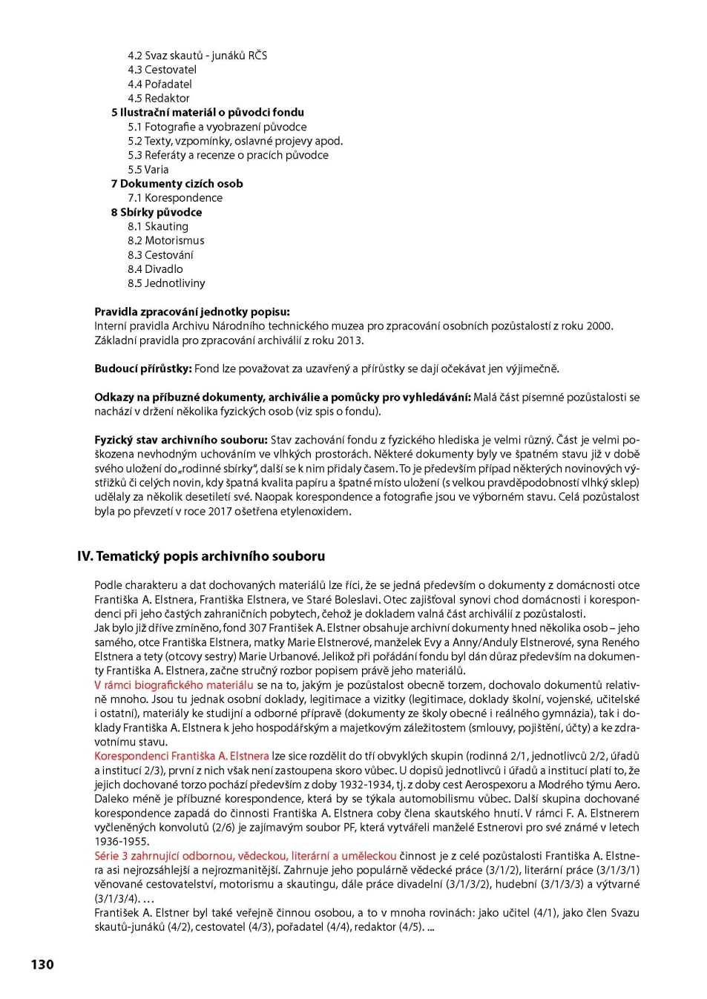 4.2 Svaz skautů - junáků RČS
4.3 Cestovatel
4.4 Pořadatel
4.5 Redaktor
5 Ilustrační materiál o původci fondu
5.1 Fotografie a vyobrazení původce
5.2 Texty, vzpomínky, oslavné projevy apod.
5.3 Referáty a recenze o pracích původce
5.5 Varia
7 Dokumenty cizích osob
7.1 Korespondence
8 Sbírky původce
8.1 Skauting
8.2 Motorismus
8.3 Cestování
8.4 Divadlo
8.5 Jednotliviny
Pravidla zpracování jednotky popisu:
Interní pravidla Archivu Národního technického muzea pro zpracování osobních pozůstalostí z roku 2000.
Základní pravidla pro zpracování archiválií z roku 2013.
Budoucí přírůstky: Fond lze považovat za uzavřený a přírůstky se dají očekávat jen výjimečně.
Odkazy na příbuzné dokumenty, archiválie a pomůcky pro vyhledávání: Malá část písemné pozůstalosti se
nachází v držení několika fyzických osob (viz spis o fondu).
Fyzický stav archivního souboru: Stav zachování fondu z fyzického hlediska je velmi různý. Část je velmi po-
škozena nevhodným uchováním ve vlhkých prostorách. Některé dokumenty byly ve špatném stavu již v době
svého uložení do „rodinné sbírky“, další se k nim přidaly časem. To je především případ některých novinových vý-
střižků či celých novin, kdy špatná kvalita papíru a špatné místo uložení (s velkou pravděpodobností vlhký sklep)
udělaly za několik desetiletí své. Naopak korespondence a fotografie jsou ve výborném stavu. Celá pozůstalost
byla po převzetí v roce 2017 ošetřena etylenoxidem.
IV. Tematický popis archivního souboru
Podle charakteru a dat dochovaných materiálů lze říci, že se jedná především o dokumenty z domácnosti otce
Františka A. Elstnera, Františka Elstnera, ve Staré Boleslavi. Otec zajišťoval synovi chod domácnosti i korespon-
denci při jeho častých zahraničních pobytech, čehož je dokladem valná část archiválií z pozůstalosti.
Jak bylo již dříve zmíněno, fond 307 František A. Elstner obsahuje archivní dokumenty hned několika osob – jeho
samého, otce Františka Elstnera, matky Marie Elstnerové, manželek Evy a Anny/Anduly Elstnerové, syna Reného
Elstnera a tety (otcovy sestry) Marie Urbanové. Jelikož při pořádání fondu byl dán důraz především na dokumen-
ty Františka A. Elstnera, začne stručný rozbor popisem právě jeho materiálů.
V rámci biografického materiálu se na to, jakým je pozůstalost obecně torzem, dochovalo dokumentů relativ-
ně mnoho. Jsou tu jednak osobní doklady, legitimace a vizitky (legitimace, doklady školní, vojenské, učitelské
i ostatní), materiály ke studijní a odborné přípravě (dokumenty ze školy obecné i reálného gymnázia), tak i do-
klady Františka A. Elstnera k jeho hospodářským a majetkovým záležitostem (smlouvy, pojištění, účty) a ke zdra-
votnímu stavu.
Korespondenci Františka A. Elstnera lze sice rozdělit do tří obvyklých skupin (rodinná 2/1, jednotlivců 2/2, úřadů
a institucí 2/3), první z nich však není zastoupena skoro vůbec. U dopisů jednotlivců i úřadů a institucí platí to, že
jejich dochované torzo pochází především z doby 1932-1934, tj. z doby cest Aerospexoru a Modrého týmu Aero.
Daleko méně je příbuzné korespondence, která by se týkala automobilismu vůbec. Další skupina dochované
korespondence zapadá do činnosti Františka A. Elstnera coby člena skautského hnutí. V rámci F. A. Elstnerem
vyčleněných konvolutů (2/6) je zajímavým soubor PF, která vytvářeli manželé Estnerovi pro své známé v letech
1936-1955.
Série 3 zahrnující odbornou, vědeckou, literární a uměleckou činnost je z celé pozůstalosti Františka A. Elstne-
ra asi nejrozsáhlejší a nejrozmanitější. Zahrnuje jeho populárně vědecké práce (3/1/2), literární práce (3/1/3/1)
věnované cestovatelství, motorismu a skautingu, dále práce divadelní (3/1/3/2), hudební (3/1/3/3) a výtvarné
(3/1/3/4). …
František A. Elstner byl také veřejně činnou osobou, a to v mnoha rovinách: jako učitel (4/1), jako člen Svazu
skautů-junáků (4/2), cestovatel (4/3), pořadatel (4/4), redaktor (4/5). ...
130